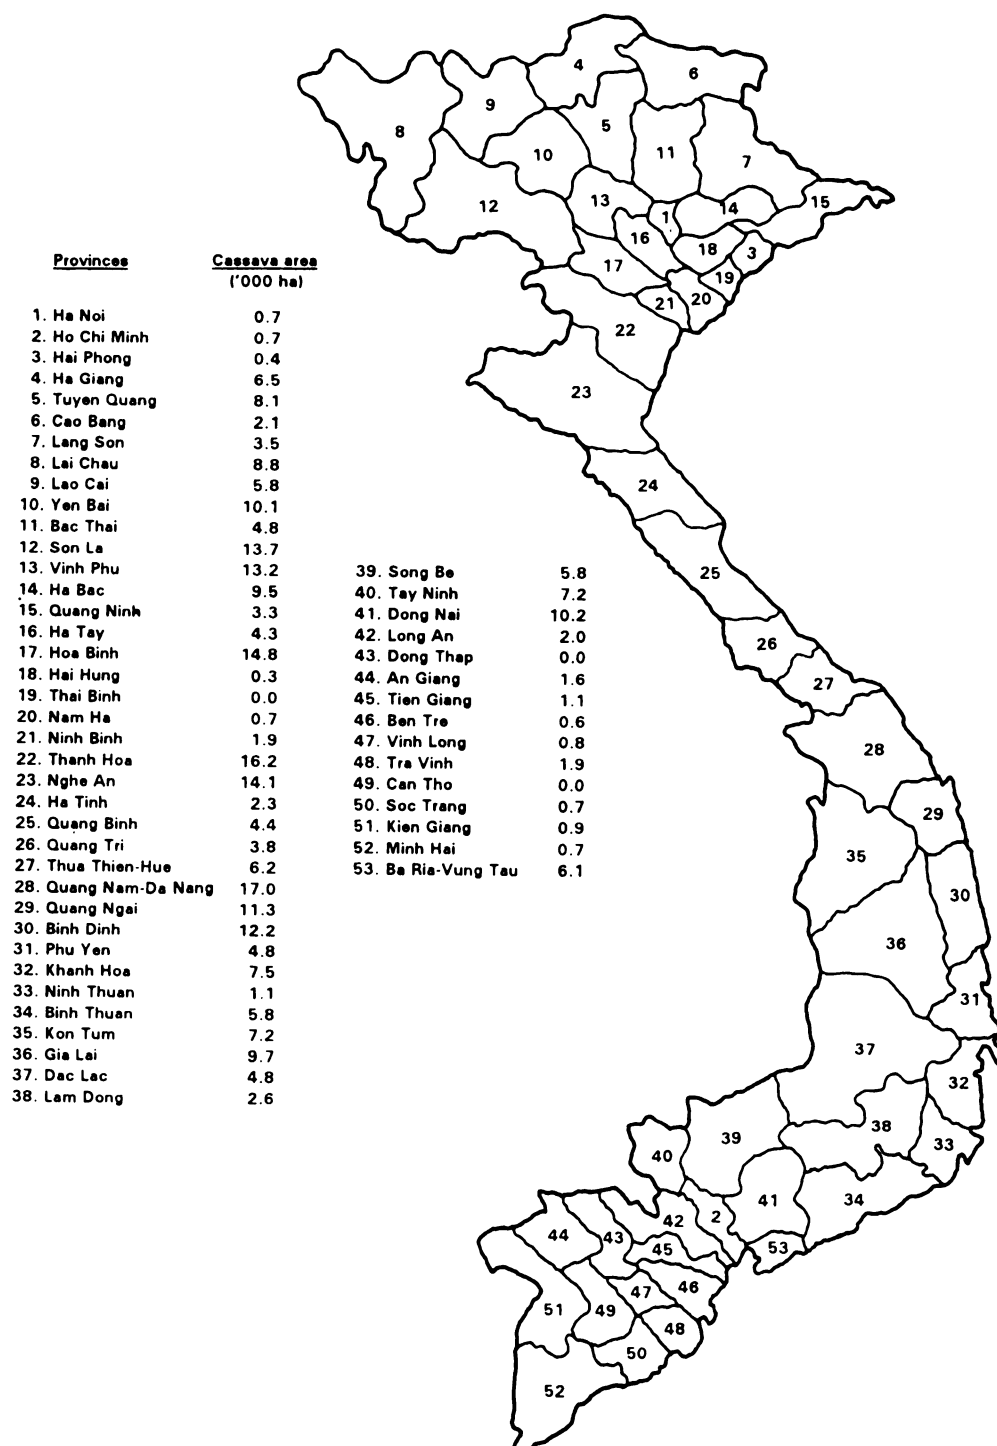 Provinces Cassava area
('000 ha)
1. Ha Noi 0.7
2. Ho Chi Minh 0.7
3. Hai Phong 0.4
4. Ha Giang 6.5
5. Tuyen Quang 8.1
6. Cao Bang 2.1
7. Lang Son 3.5
8. Lai Chau 8.8
9. Lao Cai 5.8
10. Yen Bai 10.1
11. Bac Thai 4.8
12. Son La 13.7
13. Vinh Phu 13.2
14. Ha Bac 9.5
15. Quang Ninh 3.3
16. Ha Tay 4.3
17. Hoa Binh 14.8
18. Hai Hung 0.3
19. Thai Binh 0.0
20. Nam Ha 0.7
21. Ninh Binh 1.9
22. Thanh Hoa 16.2
23. Nghe An 14.1
24. Ha Tinh 2.3
25. Quang Binh 4.4
26. Quang Tri 3.8
27. Thua Thien-Hue 6.2
28. Quang Nam-Da Nang 17.0
29. Quang Ngai 11.3
30. Binh Dinh 12.2
31. Phu Yen 4.8
32. Khanh Hoa 7.5
33. Ninh Thuan 1.1
34. Binh Thuan 5.8
35. Kon Tum 7.2
36. Gia Lai 9.7
37. Dac Lac 4.8
38. Lam Dong 2.6
39. Song Be 5.8
40. Tay Ninh 7.2
41. Dong Nai 10.2
42. Long An 2.0
43. Dong Thap 0.0
44. An Giang 1.6
45. Tien Giang 1.1
46. Ben Tre 0.6
47. Vinh Long 0.8
48. Tra Vinh 1.9
49. Can Tho 0.0
50. Soc Trang 0.7
51. Kien Giang 0.9
52. Minh Hai 0.7
53. Ba Ria-Vung Tau 6.1
4
6
9
8
5
10
11
7
12
13
1
14
15
16
18
3
17
19
21
20
22
23
24
25
26
27
28
29
35
30
36
31
37
32
38
39
33
40
41
34
2
42
44
43
45
53
46
47
51
49
48
50
52